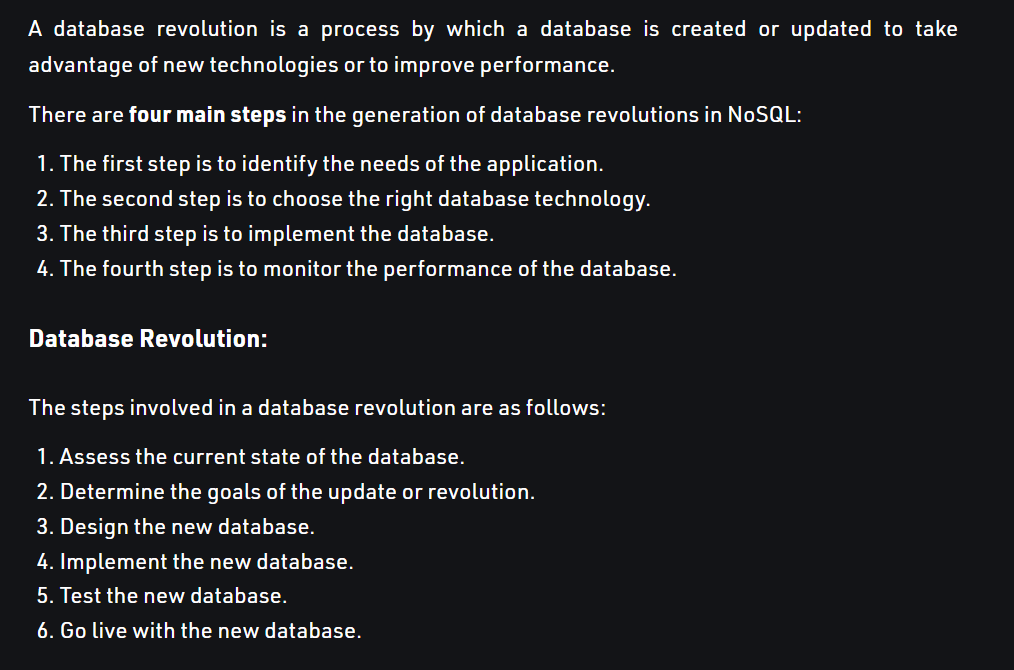 A database revolution is a process by which a database is created or updated to take
advantage of new technologies or to improve performance.
There are four main steps in the generation of database revolutions in NoSQL:
1. The first step is to identify the needs of the application.
2. The second step is to choose the right database technology.
3. The third step is to implement the database.
4. The fourth step is to monitor the performance of the database.
Database Revolution:
The steps involved in a database revolution are as follows:
1. Assess the current state of the database.
2. Determine the goals of the update or revolution.
3. Design the new database.
4. Implement the new database.
5. Test the new database.
6. Go live with the new database.